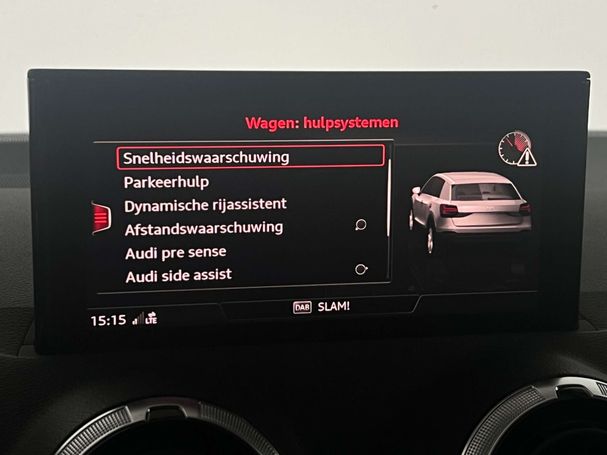 Wagen: hulpsystemen
Snelheidswaarschuwing
Parkeerhulp
Dynamische rijassistent
Afstandswaarschuwing
Audi pre sense
Audi side assist
15:15 LTE
DAB SLAM!